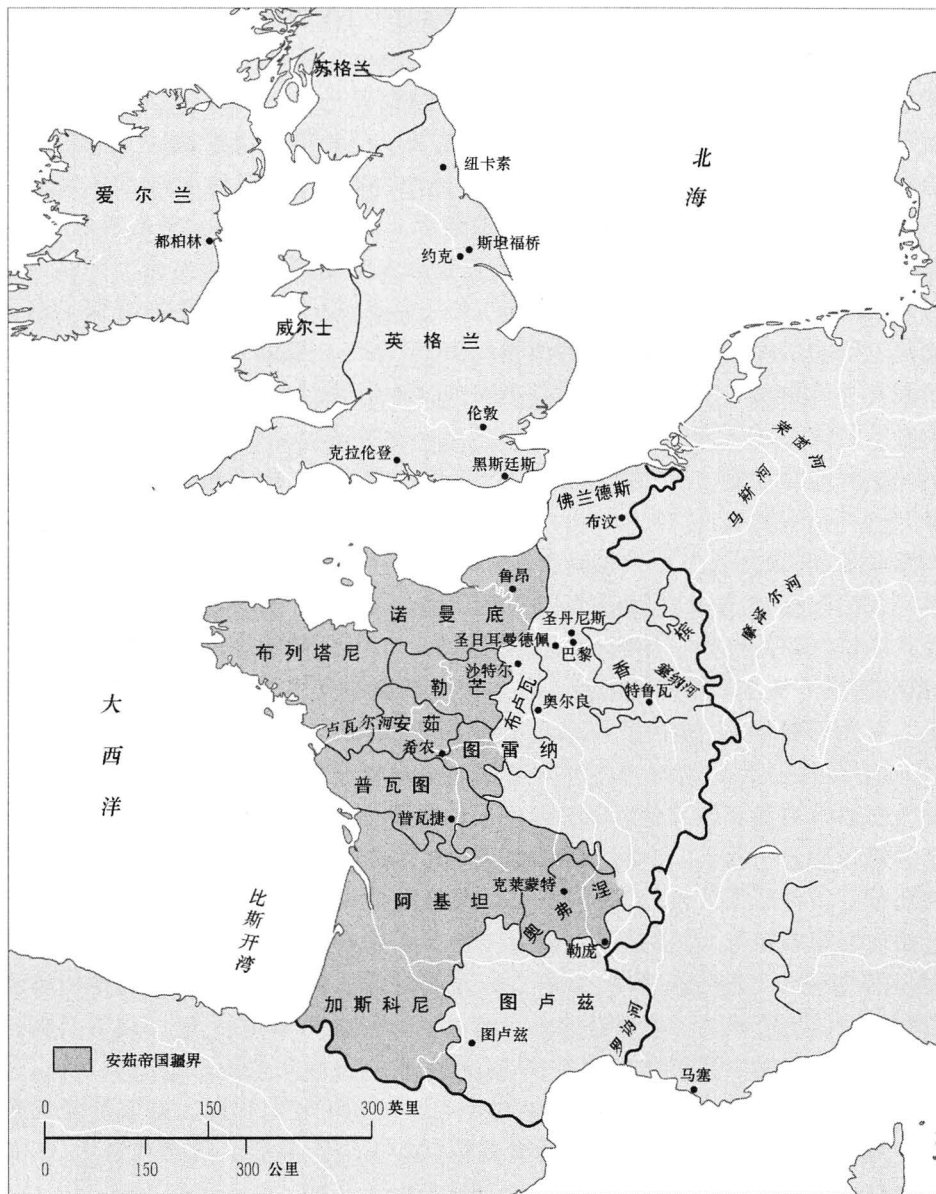 苏格兰
纽卡素
北海
爱尔兰
都柏林
斯坦福桥
约克
威尔士
英格兰
伦敦
克拉伦登
黑斯廷斯
莱茵河
马斯河
佛兰德斯
布汶
摩泽尔河
鲁昂
诺曼底
圣丹尼斯
圣日耳曼德佩
巴黎
布列塔尼
沙特尔
香槟
塞纳河
勒芒
布卢瓦
奥尔良
特鲁瓦
大西洋
卢瓦尔河
安茹
希农
图雷纳
普瓦图
普瓦捷
克莱蒙特
阿基坦
奥弗涅
比斯开湾
勒庞
加斯科尼
图卢兹
罗讷河
图卢兹
安茹帝国疆界
马塞
0 150 300 英里
0 150 300 公里